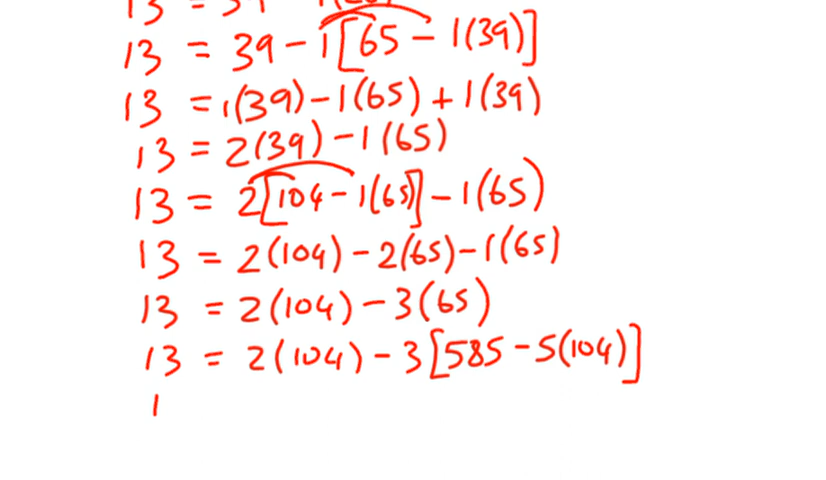 13 = 39
13 = 39 - 1[65 - 1(39)]
13 = 1(39) - 1(65) + 1(39)
13 = 2(39) - 1(65)
13 = 2[104 - 1(65)] - 1(65)
13 = 2(104) - 2(65) - 1(65)
13 = 2(104) - 3(65)
13 = 2(104) - 3[585 - 5(104)]
1